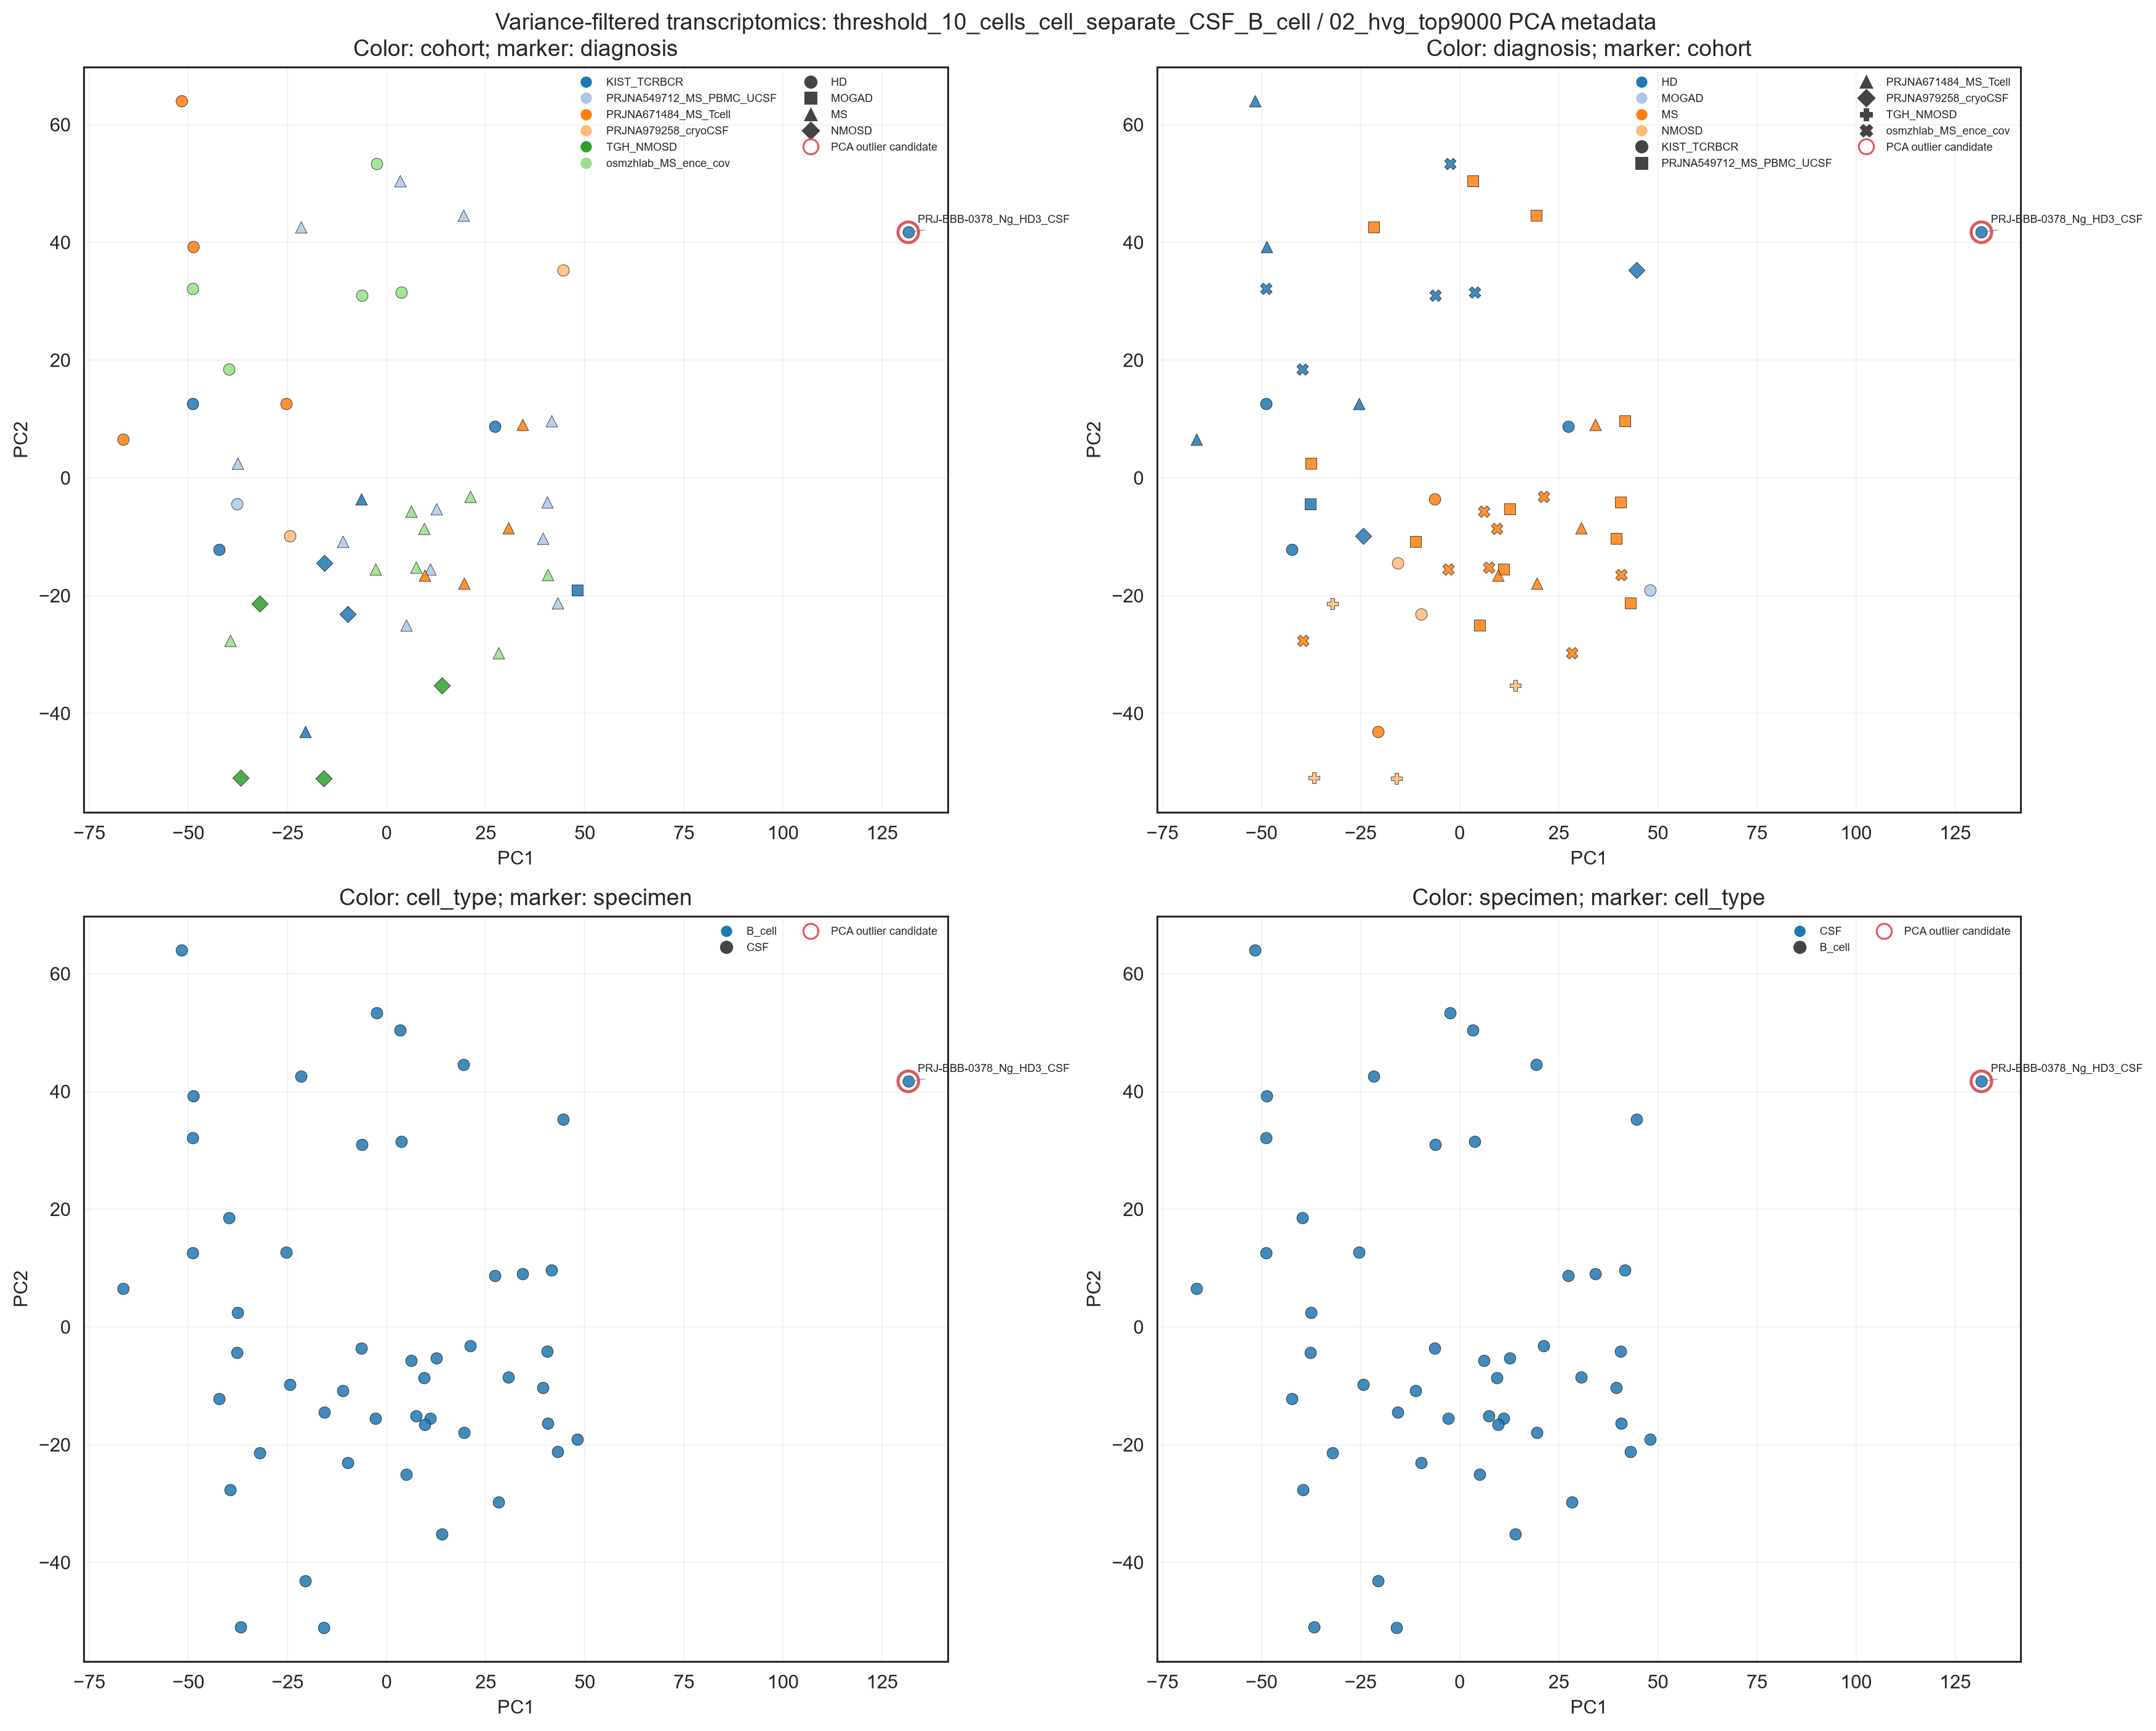 Variance-filtered transcriptomics: threshold_10_cells_cell_separate_CSF_B_cell / 02_hvg_top9000 PCA metadata
Color: cohort; marker: diagnosis
KIST_TCRBCR
PRJNA549712_MS_PBMC_UCSF
PRJNA671484_MS_Tcell
PRJNA979258_cryoCSF
TGH_NMOSD
osmzhlab_MS_ence_cov
HD
MOGAD
MS
NMOSD
PCA outlier candidate
PRJ-EBB-0378_Ng_HD3_CSF
60
40
20
0
−20
−40
PC2
−75 −50 −25 0 25 50 75 100 125
PC1
Color: diagnosis; marker: cohort
HD
MOGAD
MS
NMOSD
KIST_TCRBCR
PRJNA549712_MS_PBMC_UCSF
PRJNA671484_MS_Tcell
PRJNA979258_cryoCSF
TGH_NMOSD
osmzhlab_MS_ence_cov
PCA outlier candidate
PRJ-EBB-0378_Ng_HD3_CSF
60
40
20
0
−20
−40
PC2
−75 −50 −25 0 25 50 75 100 125
PC1
Color: cell_type; marker: specimen
B_cell
CSF
PCA outlier candidate
PRJ-EBB-0378_Ng_HD3_CSF
60
40
20
0
−20
−40
PC2
−75 −50 −25 0 25 50 75 100 125
PC1
Color: specimen; marker: cell_type
CSF
B_cell
PCA outlier candidate
PRJ-EBB-0378_Ng_HD3_CSF
60
40
20
0
−20
−40
PC2
−75 −50 −25 0 25 50 75 100 125
PC1